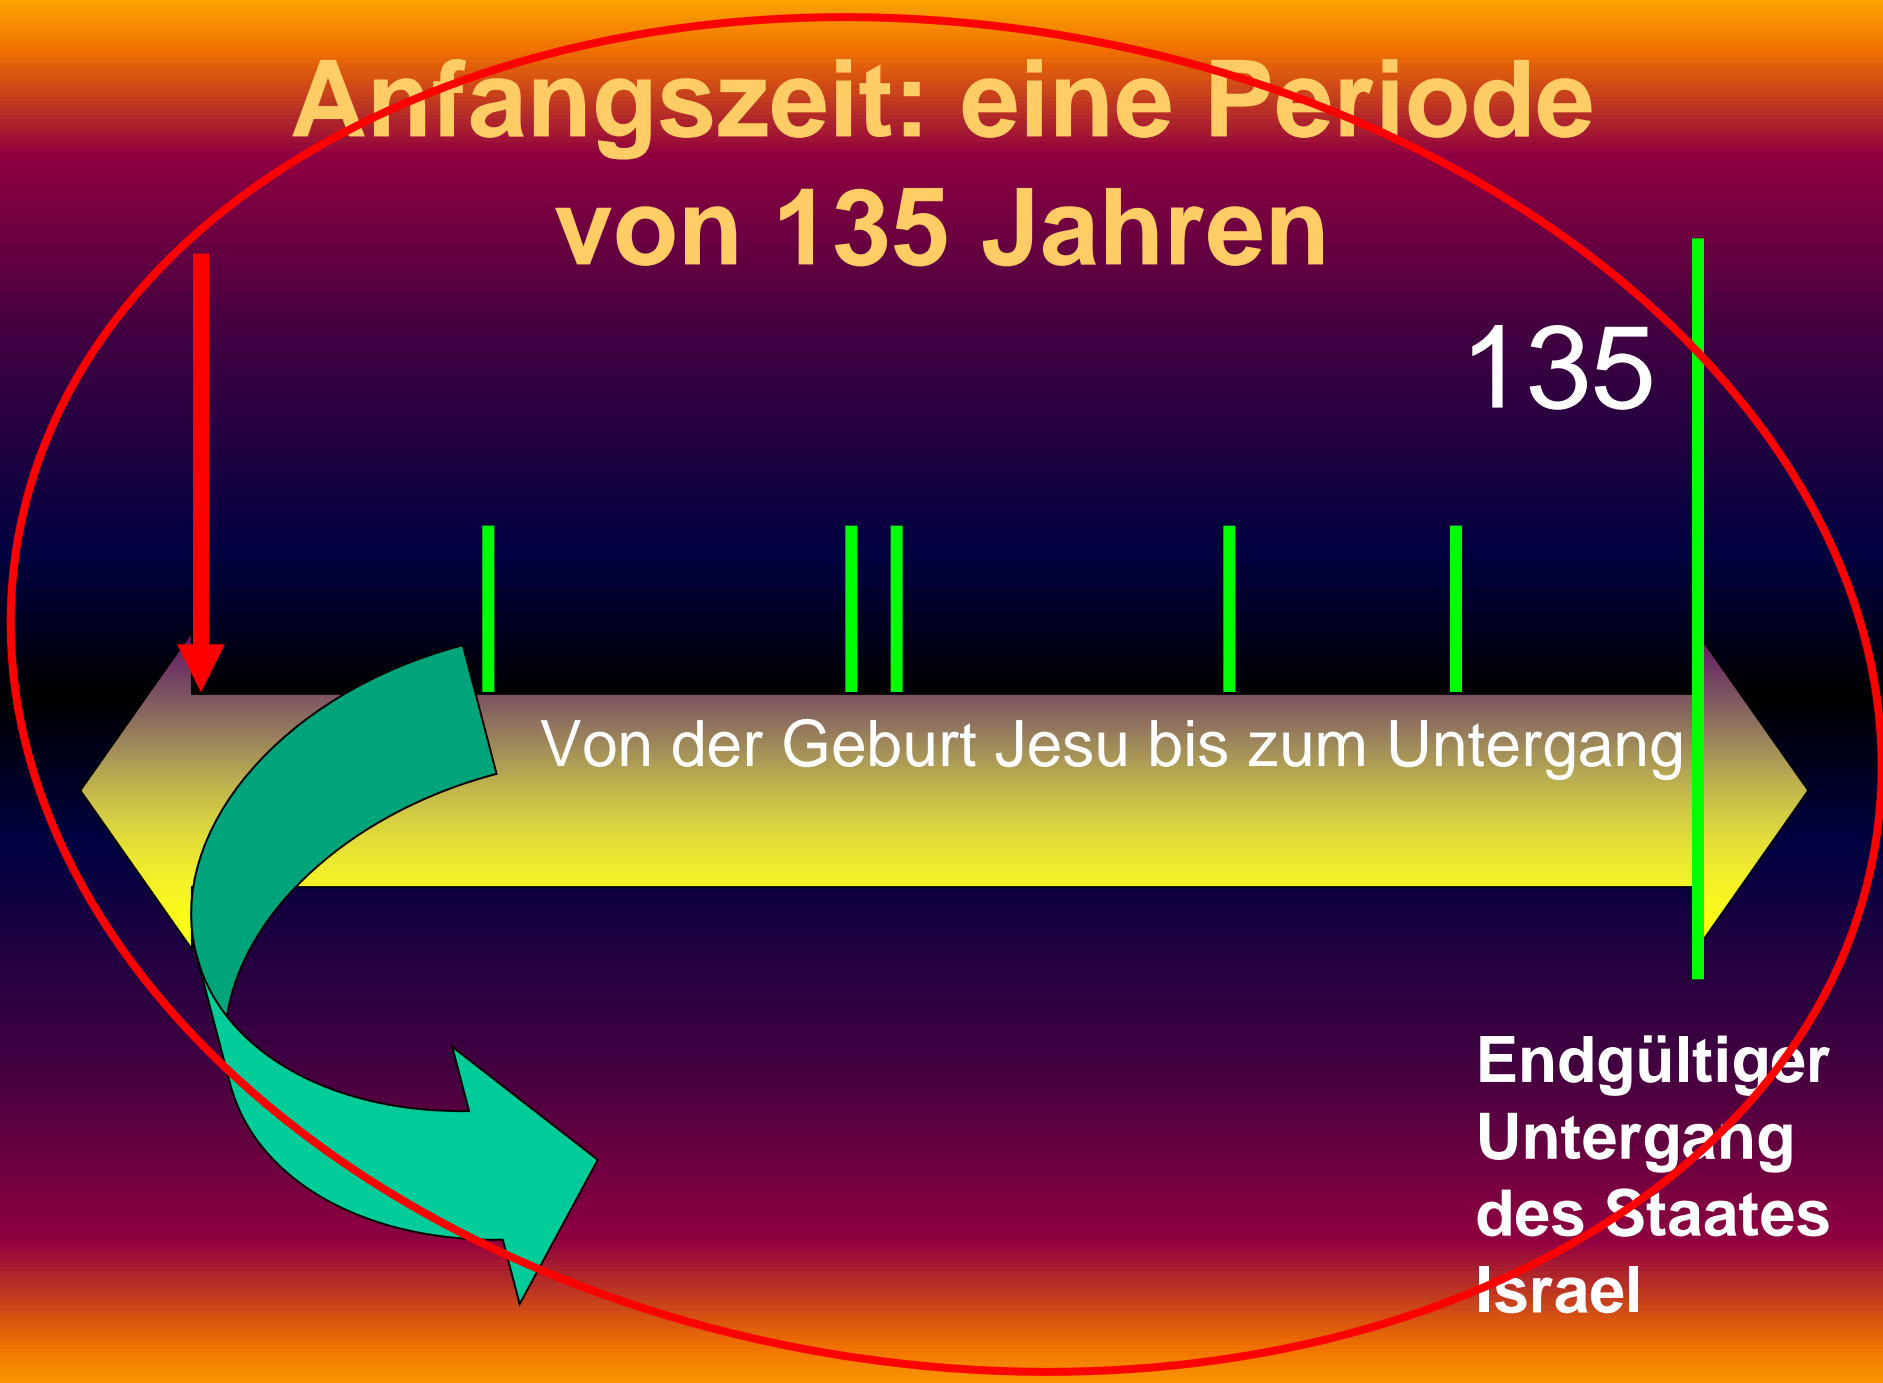 Anfangszeit: eine Periode
von 135 Jahren
135
Von der Geburt Jesu bis zum Untergang
Endgültiger
Untergang
des Staates
Israel